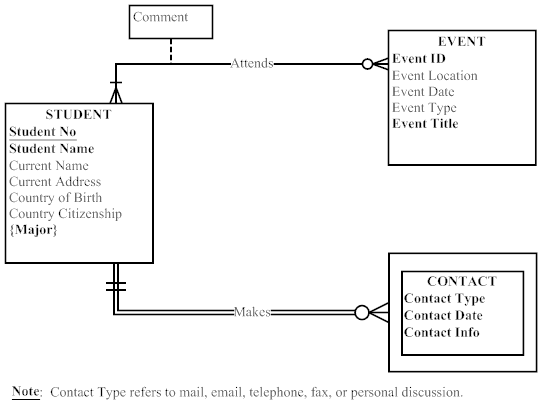 Comment
Attends
EVENT
Event ID
Event Location
Event Date
Event Type
Event Title
STUDENT
Student No
Student Name
Current Name
Current Address
Country of Birth
Country Citizenship
{Major}
Makes
CONTACT
Contact Type
Contact Date
Contact Info
Note: Contact Type refers to mail, email, telephone, fax, or personal discussion.